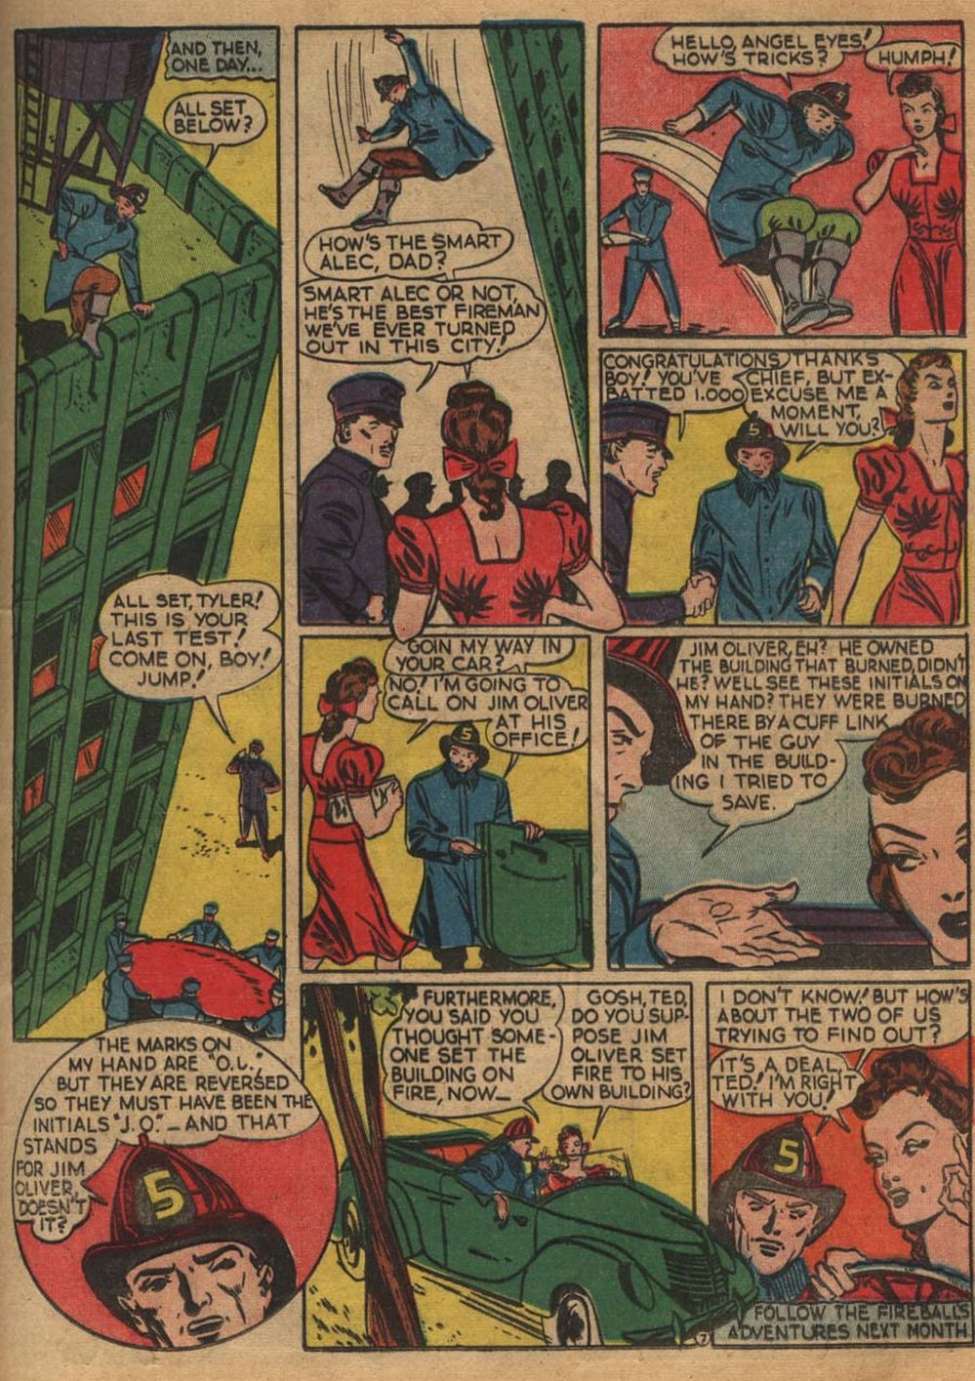 AND THEN,
ONE DAY...
ALL SET
BELOW?
ALL SET, TYLER!
THIS IS YOUR
LAST TEST!
COME ON, BOY!
JUMP!
HOW'S THE SMART
ALEC, DAD?
SMART ALEC OR NOT,
HE'S THE BEST FIREMAN
WE'VE EVER TURNED
OUT IN THIS CITY!
HELLO, ANGEL EYES!
HOW'S TRICKS?
HUMPH!
CONGRATULATIONS
BOY! YOU'VE
BATTED 1.000
THANKS
CHIEF, BUT EX-
EXCUSE ME A
MOMENT,
WILL YOU?
5
GOIN MY WAY IN
YOUR CAR?
NO! I'M GOING TO
CALL ON JIM OLIVER
AT HIS
OFFICE!
5
JIM OLIVER, EH? HE OWNED
THE BUILDING THAT BURNED, DIDN'T
HE? WELL SEE THESE INITIALS ON
MY HAND? THEY WERE BURNED
THERE BY A CUFF LINK
OF THE GUY
IN THE BUILD-
ING I TRIED TO
SAVE.
THE MARKS ON
MY HAND ARE "O.L.",
BUT THEY ARE REVERSED
SO THEY MUST HAVE BEEN THE
INITIALS "J.O." — AND THAT
STANDS
FOR JIM
OLIVER,
DOESN'T
IT?
5
FURTHERMORE,
YOU SAID YOU
THOUGHT SOME-
ONE SET THE
BUILDING ON
FIRE, NOW—
GOSH, TED,
DO YOU SUP-
POSE JIM
OLIVER SET
FIRE TO HIS
OWN BUILDING?
7
I DON'T KNOW! BUT HOW'S
ABOUT THE TWO OF US
TRYING TO FIND OUT?
IT'S A DEAL,
TED! I'M RIGHT
WITH YOU!
5
FOLLOW THE FIREBALL'S
ADVENTURES NEXT MONTH